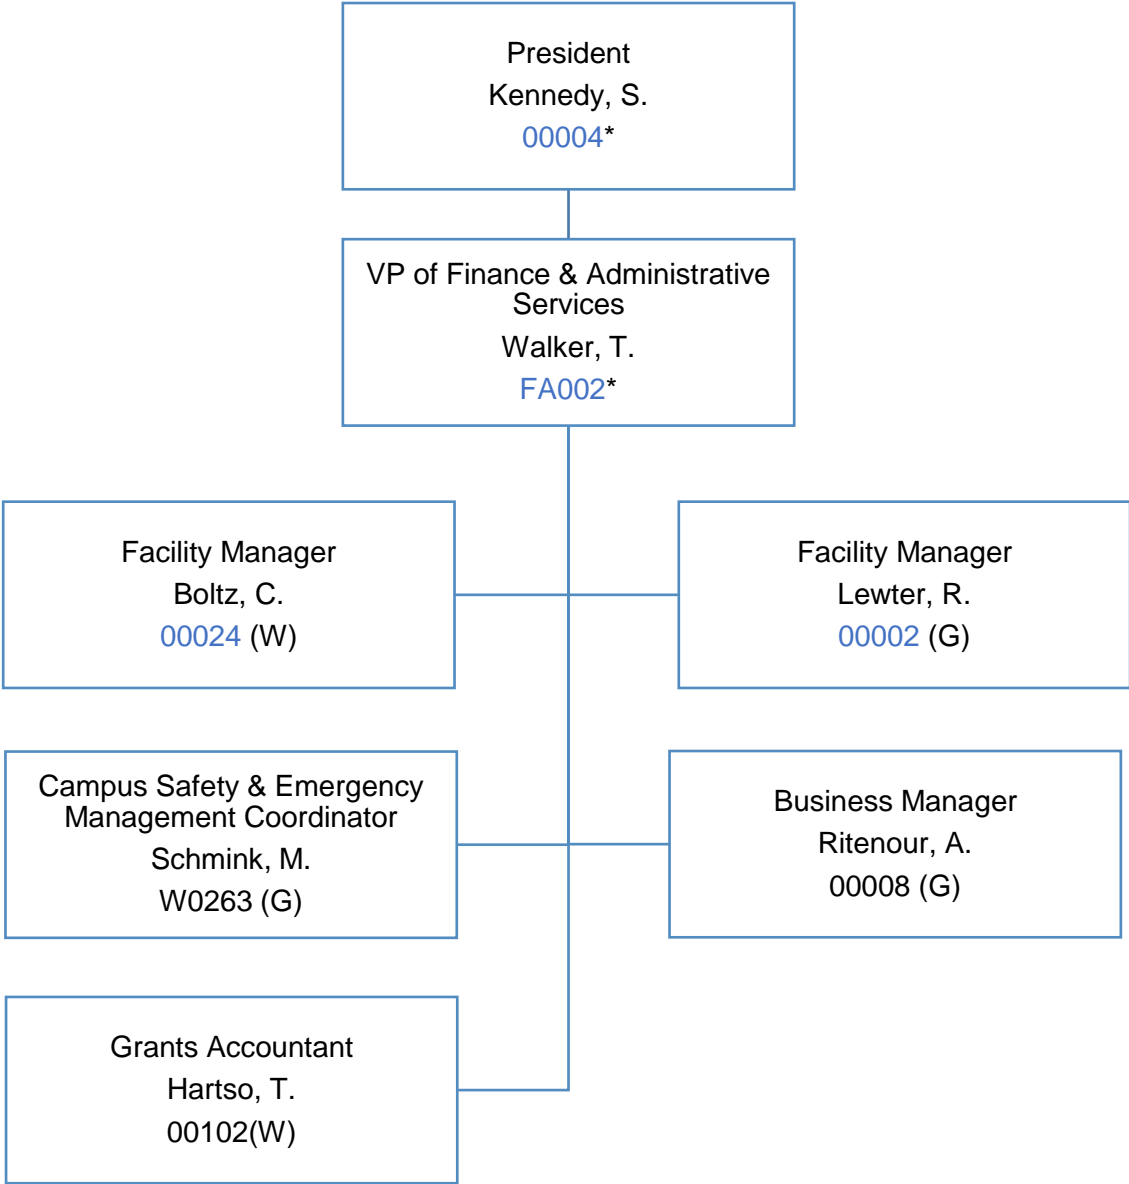 President
Kennedy, S.
00004*
VP of Finance & Administrative
Services
Walker, T.
FA002*
Facility Manager
Boltz, C.
00024 (W)
Facility Manager
Lewter, R.
00002 (G)
Campus Safety & Emergency
Management Coordinator
Schmink, M.
W0263 (G)
Business Manager
Ritenour, A.
00008 (G)
Grants Accountant
Hartso, T.
00102(W)